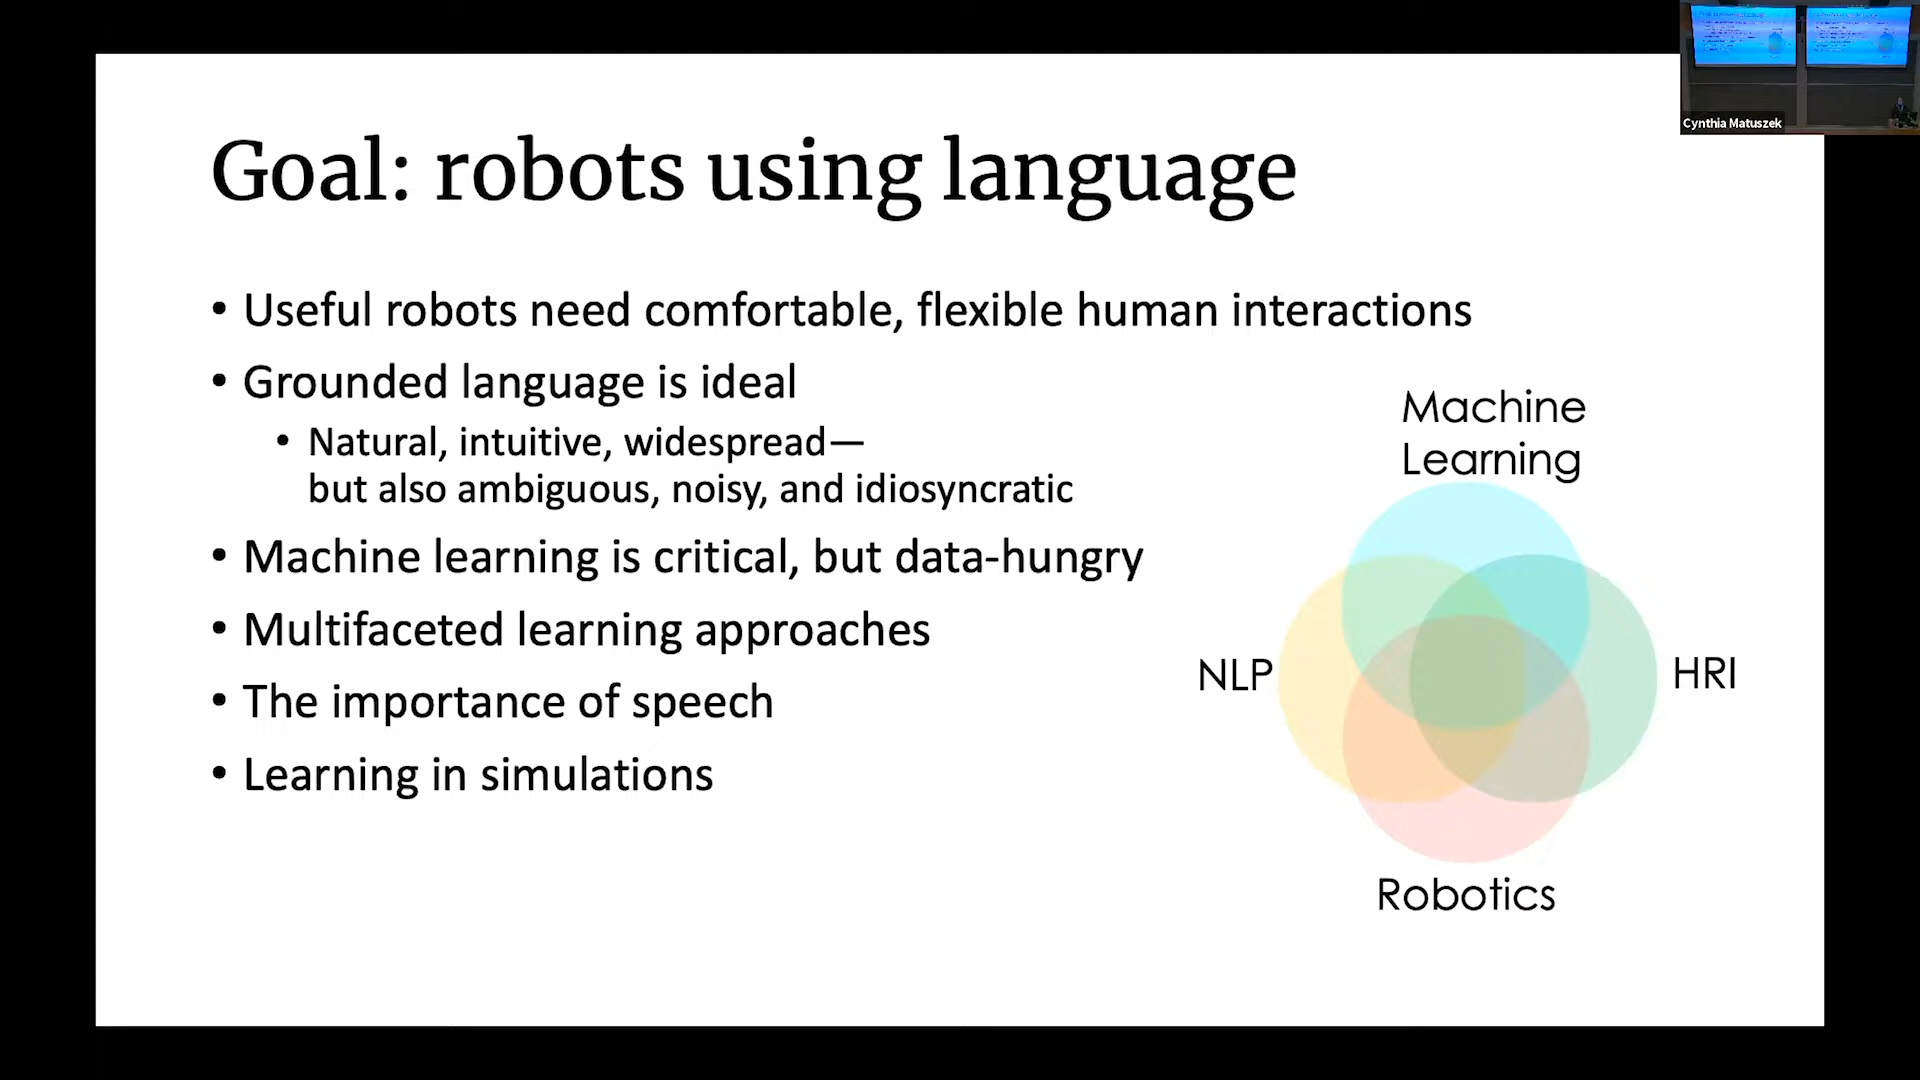 Cynthia Matuszek
Goal: robots using language
• Useful robots need comfortable, flexible human interactions
• Grounded language is ideal
• Natural, intuitive, widespread—
but also ambiguous, noisy, and idiosyncratic
• Machine learning is critical, but data-hungry
• Multifaceted learning approaches
• The importance of speech
• Learning in simulations
Machine
Learning
NLP
HRI
Robotics